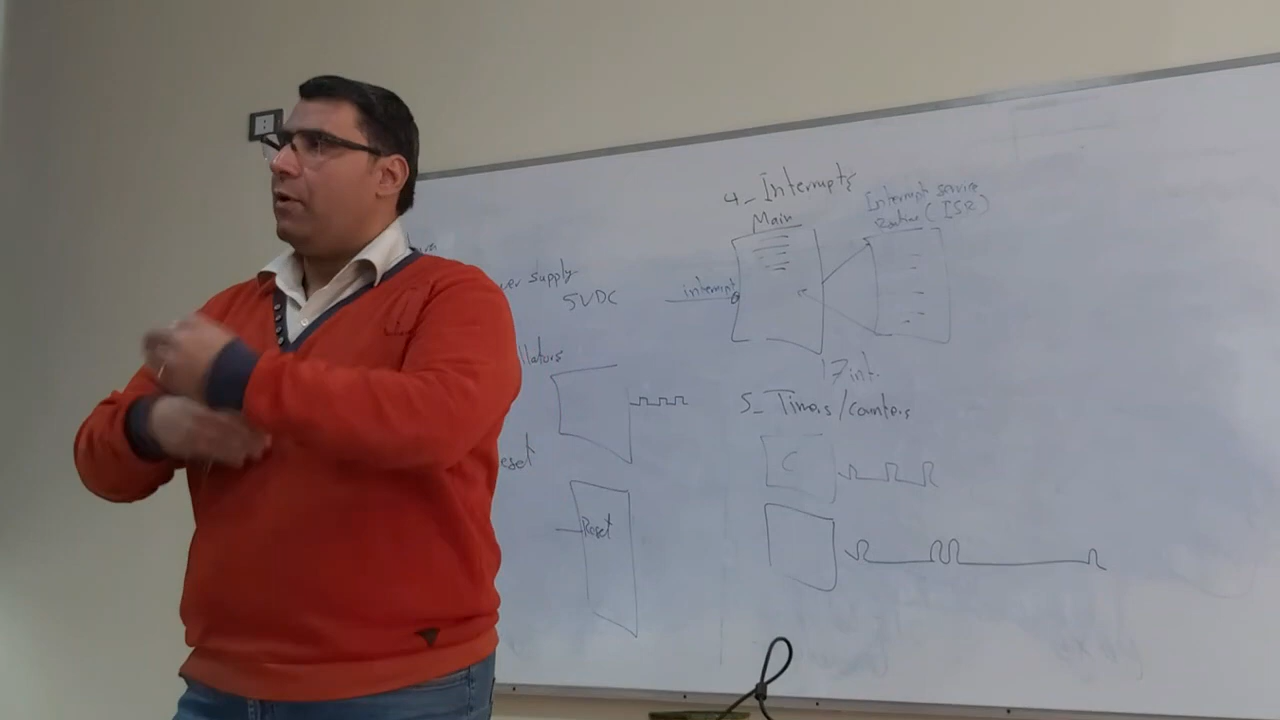 er supply
5VDC
llators
eset
Reset
4_ Interrupts
Main
Interrupt service
Routine (ISR)
interrupt
17 int.
5_ Timers/counters
C